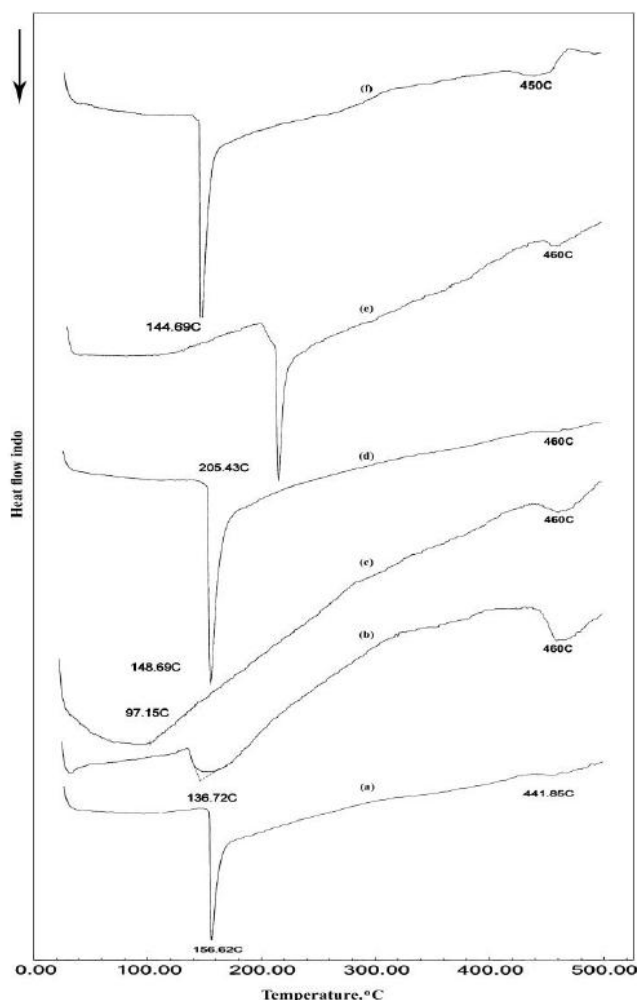 (f)
450C
144.69C
460C
(e)
205.43C
460C
(d)
148.69C
460C
(c)
97.15C
(b)
460C
136.72C
(a)
441.85C
156.62C
Heat flow indo
0.00 100.00 200.00 300.00 400.00 500.00
Temperature,°C